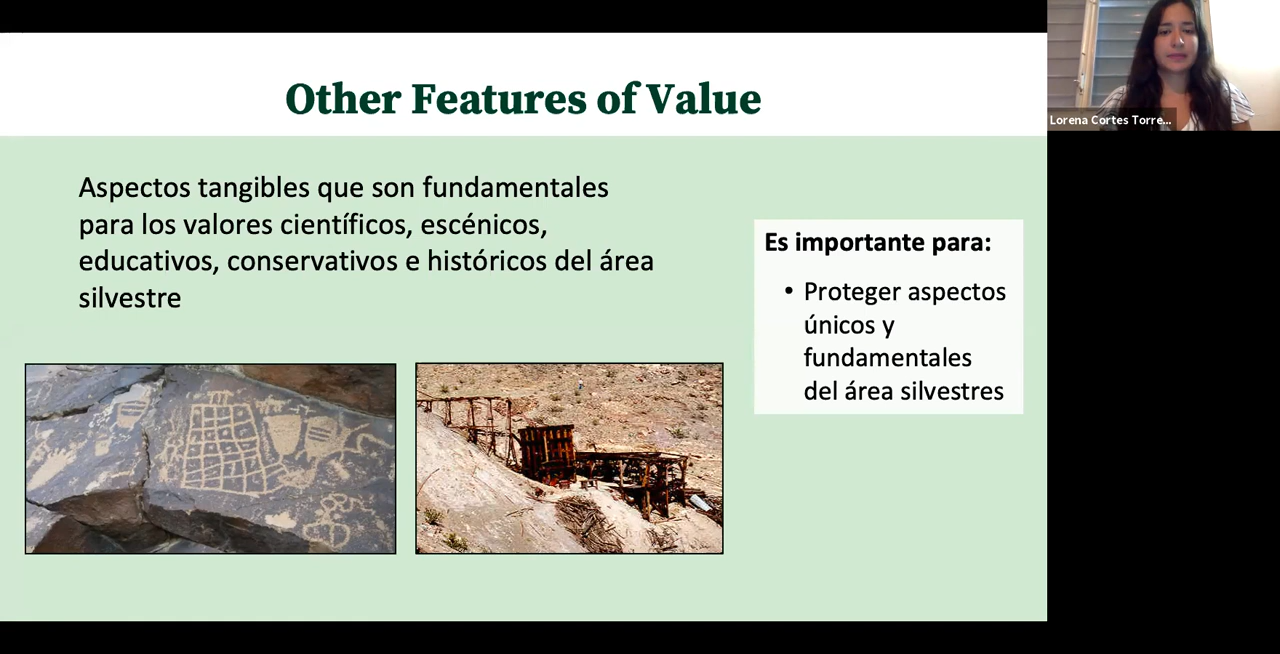 Other Features of Value
Aspectos tangibles que son fundamentales
para los valores científicos, escénicos,
educativos, conservativos e históricos del área
silvestre
Es importante para:
• Proteger aspectos
únicos y
fundamentales
del área silvestres
Lorena Cortes Torre...